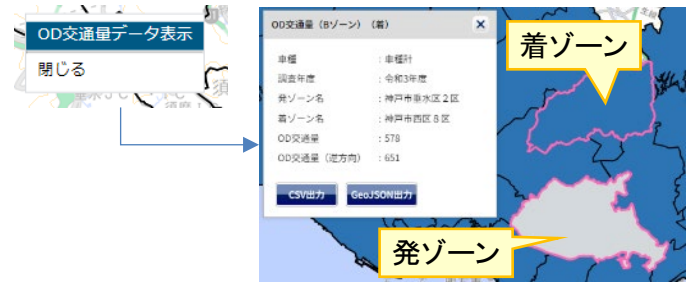 OD交通量データ表示
閉じる
OD交通量（Bゾーン）（着）
車種 : 車種計
調査年度 : 令和3年度
発ゾーン名 : 神戸市垂水区２区
着ゾーン名 : 神戸市西区８区
OD交通量 : 578
OD交通量（逆方向） : 651
CSV出力 GeoJSON出力
着ゾーン
発ゾーン